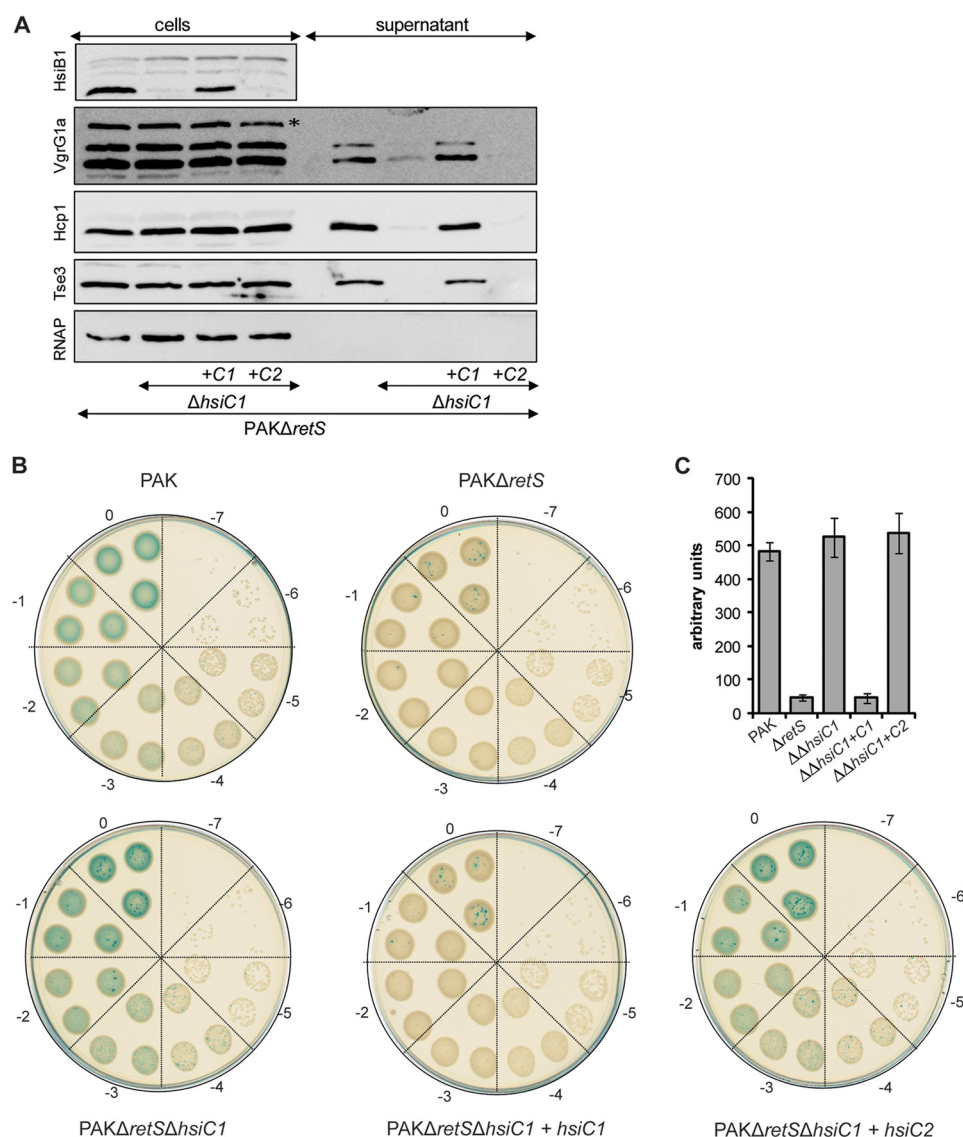 A
cells
supernatant
HsiB1
VgrG1a
*
Hcp1
Tse3
RNAP
+C1 +C2
+C1 +C2
ΔhsiC1
ΔhsiC1
PAKΔretS
B
PAK
0
-7
-1
-6
-2
-5
-3
-4
PAKΔretS
0
-7
-1
-6
-2
-5
-3
-4
C
arbitrary units
700
600
500
400
300
200
100
0
PAK
ΔretS
ΔΔhsiC1
ΔΔhsiC1+C1
ΔΔhsiC1+C2
0
-7
-1
-6
-2
-5
-3
-4
PAKΔretSΔhsiC1
0
-7
-1
-6
-2
-5
-3
-4
PAKΔretSΔhsiC1 + hsiC1
0
-7
-1
-6
-2
-5
-3
-4
PAKΔretSΔhsiC1 + hsiC2